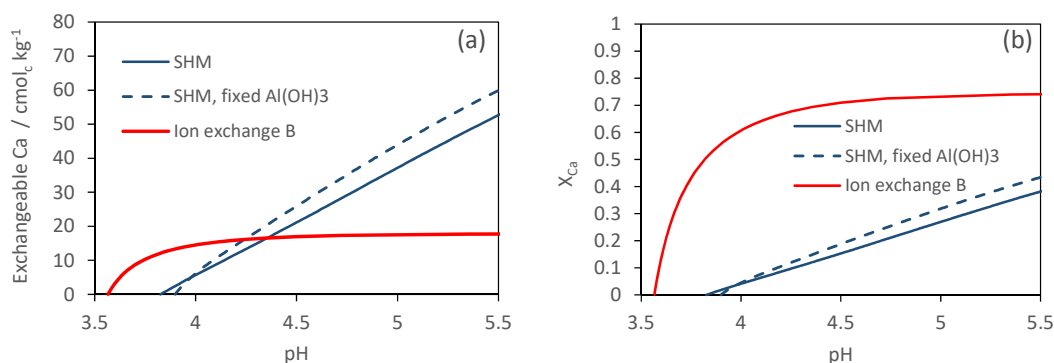 (a)
Exchangeable Ca / cmol_c kg⁻¹
80
70
60
50
40
30
20
10
0
SHM
SHM, fixed Al(OH)3
Ion exchange B
3.5 4 4.5 5 5.5
pH
(b)
X_Ca
1
0.9
0.8
0.7
0.6
0.5
0.4
0.3
0.2
0.1
0
SHM
SHM, fixed Al(OH)3
Ion exchange B
3.5 4 4.5 5 5.5
pH